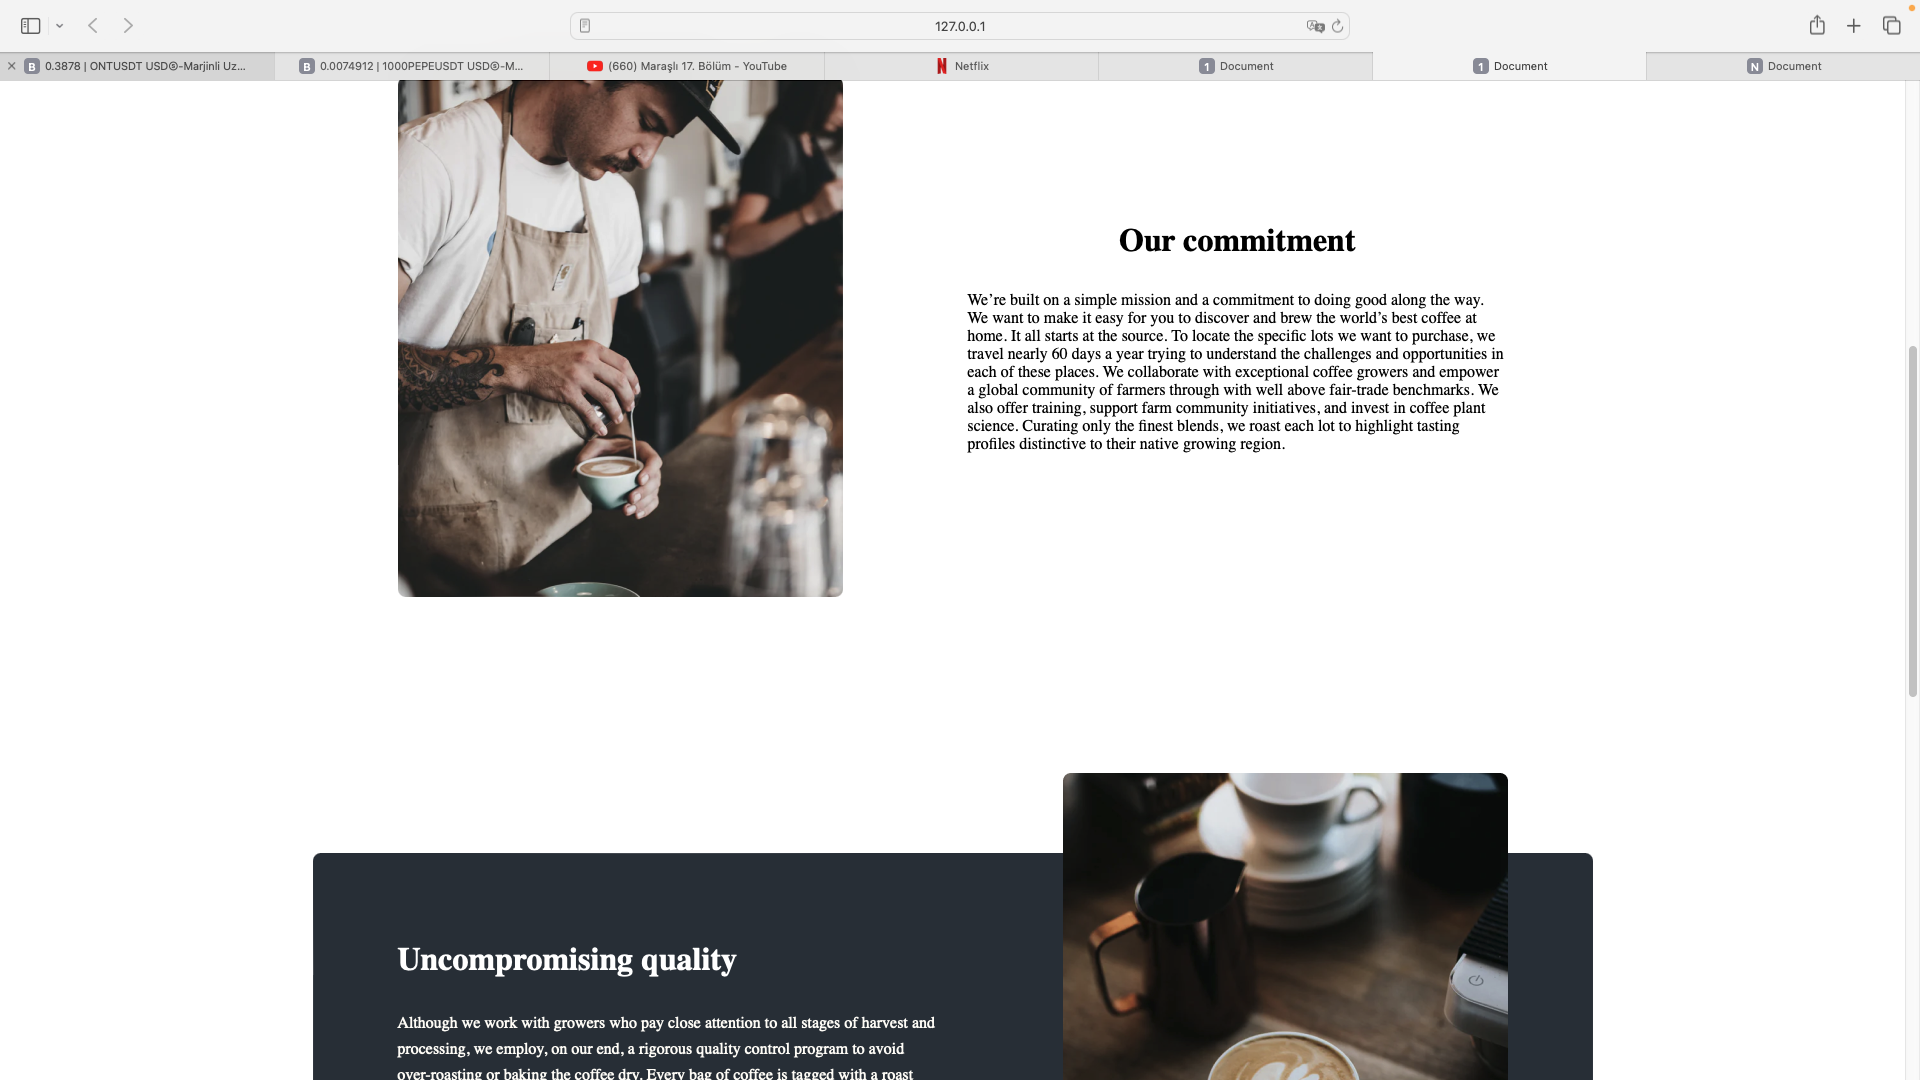 127.0.0.1
B 0.3878 | ONTUSDT USDⓈ-Marjinli Uz...
B 0.0074912 | 1000PEPEUSDT USDⓈ-M...
(660) Maraşlı 17. Bölüm - YouTube
N Netflix
1 Document
1 Document
N Document
Our commitment
We’re built on a simple mission and a commitment to doing good along the way.
We want to make it easy for you to discover and brew the world’s best coffee at
home. It all starts at the source. To locate the specific lots we want to purchase, we
travel nearly 60 days a year trying to understand the challenges and opportunities in
each of these places. We collaborate with exceptional coffee growers and empower
a global community of farmers through with well above fair-trade benchmarks. We
also offer training, support farm community initiatives, and invest in coffee plant
science. Curating only the finest blends, we roast each lot to highlight tasting
profiles distinctive to their native growing region.
Uncompromising quality
Although we work with growers who pay close attention to all stages of harvest and
processing, we employ, on our end, a rigorous quality control program to avoid
over-roasting or baking the coffee dry. Every bag of coffee is tagged with a roast